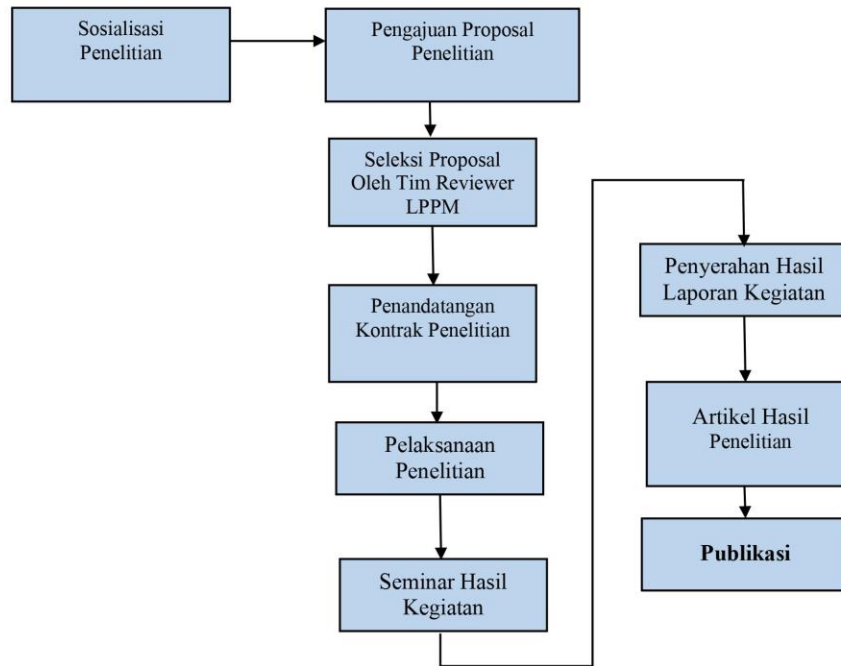 Sosialisasi
Penelitian
Pengajuan Proposal
Penelitian
Seleksi Proposal
Oleh Tim Reviewer
LPPM
Penandatangan
Kontrak Penelitian
Pelaksanaan
Penelitian
Seminar Hasil
Kegiatan
Penyerahan Hasil
Laporan Kegiatan
Artikel Hasil
Penelitian
Publikasi